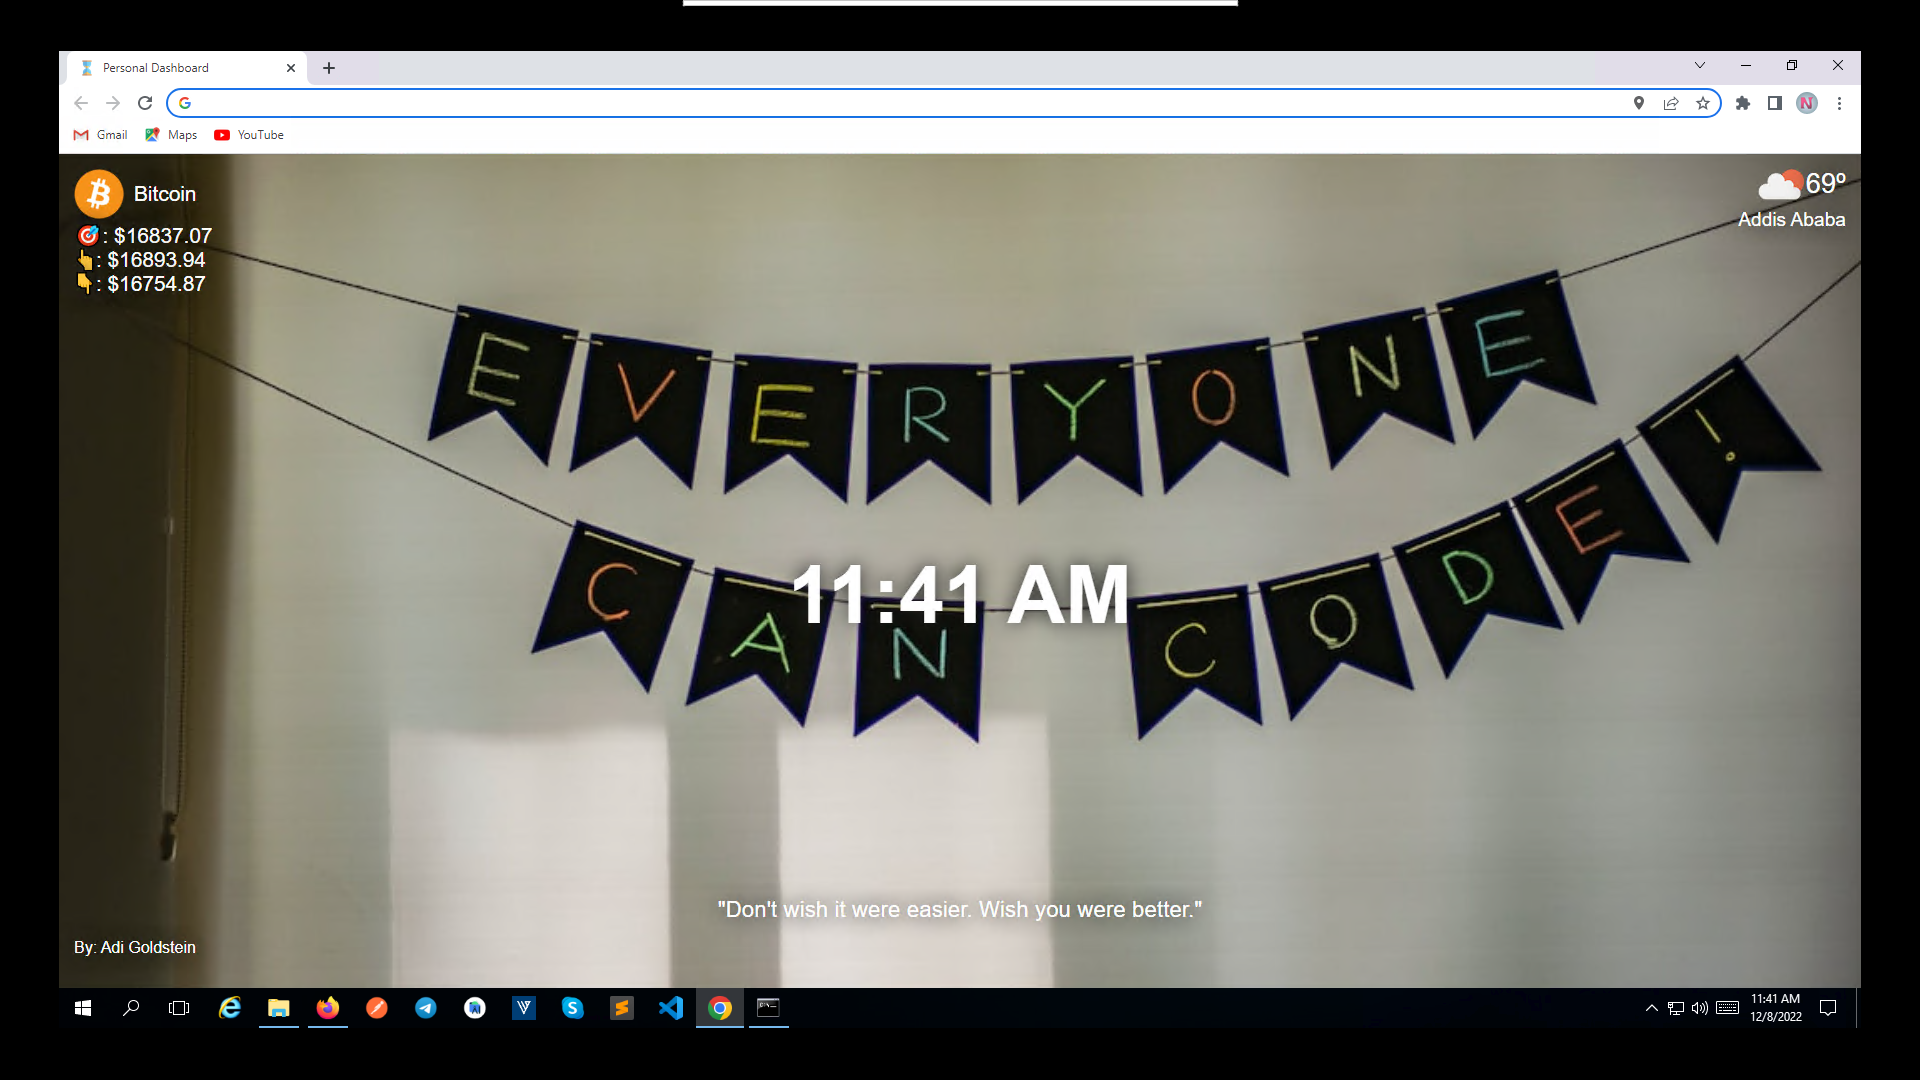 Personal Dashboard
Gmail Maps YouTube
Bitcoin
🎯: $16837.07
👆: $16893.94
👇: $16754.87
69º
Addis Ababa
EVERYONE
CAN CODE!
11:41 AM
"Don't wish it were easier. Wish you were better."
By: Adi Goldstein
11:41 AM
12/8/2022